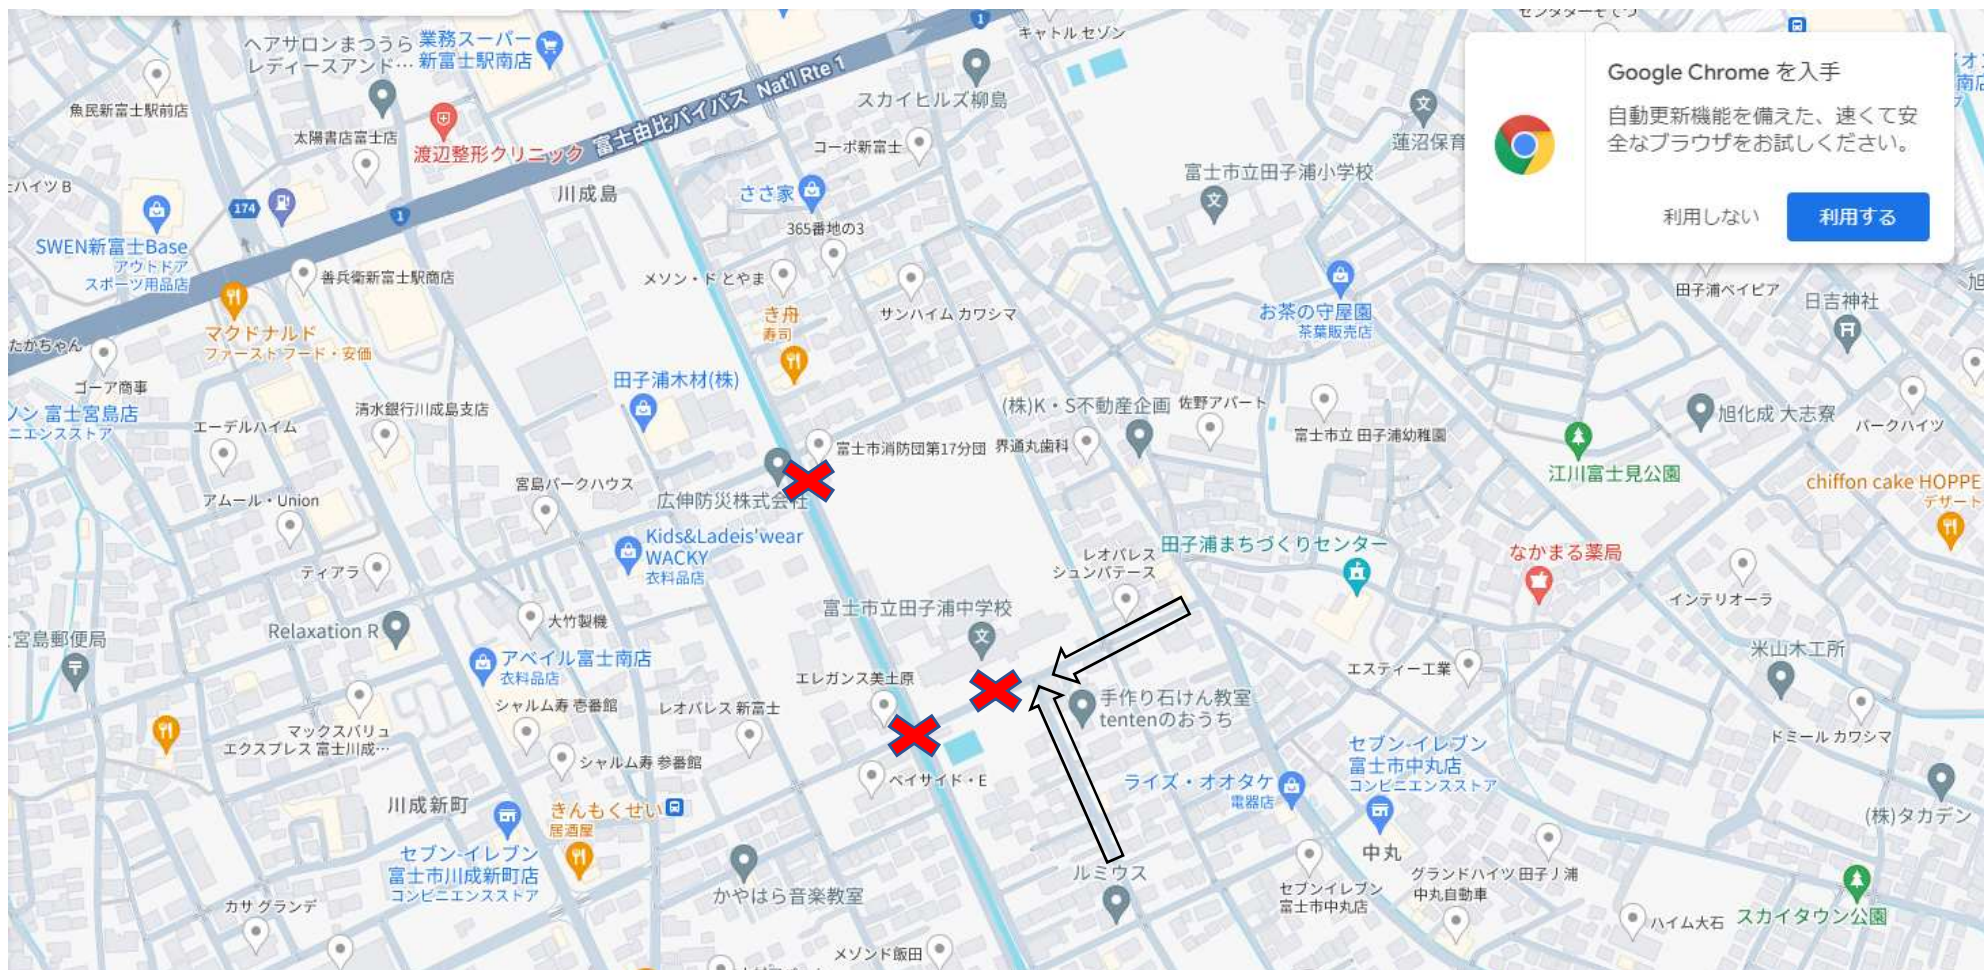 キャトル セゾン
1
ヘアサロンまつうら
レディースアンド…
業務スーパー
新富士駅南店
魚民新富士駅前店
太陽書店富士店
渡辺整形クリニック
富士由比バイパス Nat'l Rte 1
スカイヒルズ柳島
コーポ新富士
蓮沼保育
富士市立田子浦小学校
Google Chrome を入手
自動更新機能を備えた、速くて安
全なブラウザをお試しください。
利用しない
利用する
174
1
川成島
ささ家
365番地の3
SWEN新富士Base
アウトドア
スポーツ用品店
善兵衛新富士駅商店
メゾン・ド とやま
き舟
寿司
サンハイム カワシマ
お茶の守屋園
茶葉販売店
田子浦ベイピア
日吉神社
マクドナルド
ファーストフード・安価
たかちゃん
ゴーア商事
富士宮島店
エーデルハイム
清水銀行川成島支店
田子浦木材(株)
(株)K・S不動産企画
佐野アパート
旭化成 大志寮
パークハイツ
富士市消防団第17分団
界通丸歯科
富士市立 田子浦幼稚園
江川富士見公園
chiffon cake HOPPE
デザート
アムール・Union
宮島パークハウス
広伸防災株式会社
Kids&Ladeis'wear
WACKY
衣料品店
レオパレス
シュンパテース
田子浦まちづくりセンター
なかまる薬局
ティアラ
インテリオーラ
大竹製機
富士市立田子浦中学校
宮島郵便局
Relaxation R
アベイル富士南店
衣料品店
エレガンス美土原
エスティー工業
米山木工所
シャルム寿 壱番館
レオパレス 新富士
手作り石けん教室
tentenのおうち
マックスバリュ
エクスプレス 富士川成…
シャルム寿 参番館
ベイサイド・E
セブン-イレブン
富士市中丸店
コンビニエンスストア
ドミール カワシマ
ライズ・オオタケ
電器店
川成新町
きんもくせい
居酒屋
(株)タカデン
セブン-イレブン
富士市川成新町店
コンビニエンスストア
中丸
かやはら音楽教室
ルミウス
セブンイレブン
富士市中丸店
グランドハイツ 田子ノ浦
中丸自動車
カサ グランデ
ハイム大石
スカイタウン公園
メゾンド飯田